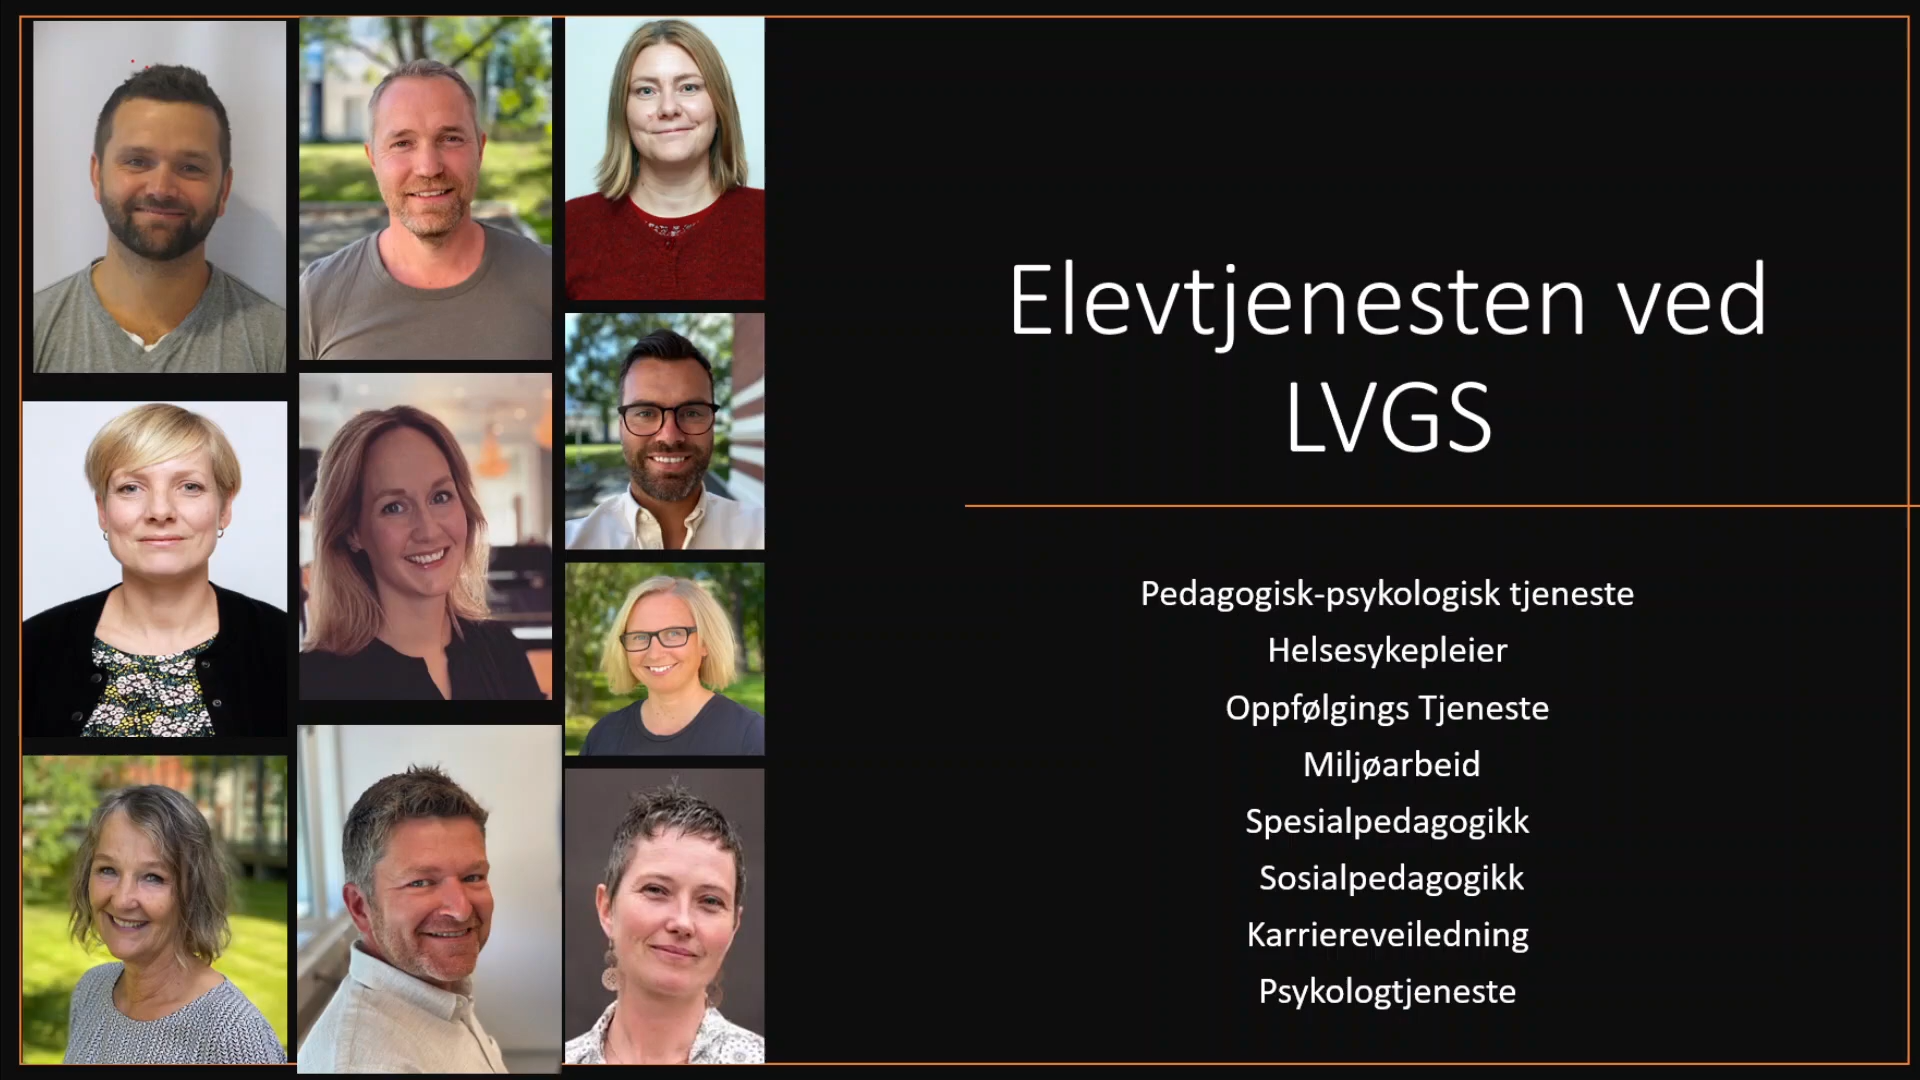 Elevtjenesten ved
LVGS
Pedagogisk-psykologisk tjeneste
Helsesykepleier
Oppfølgings Tjeneste
Miljøarbeid
Spesialpedagogikk
Sosialpedagogikk
Karriereveiledning
Psykologtjeneste